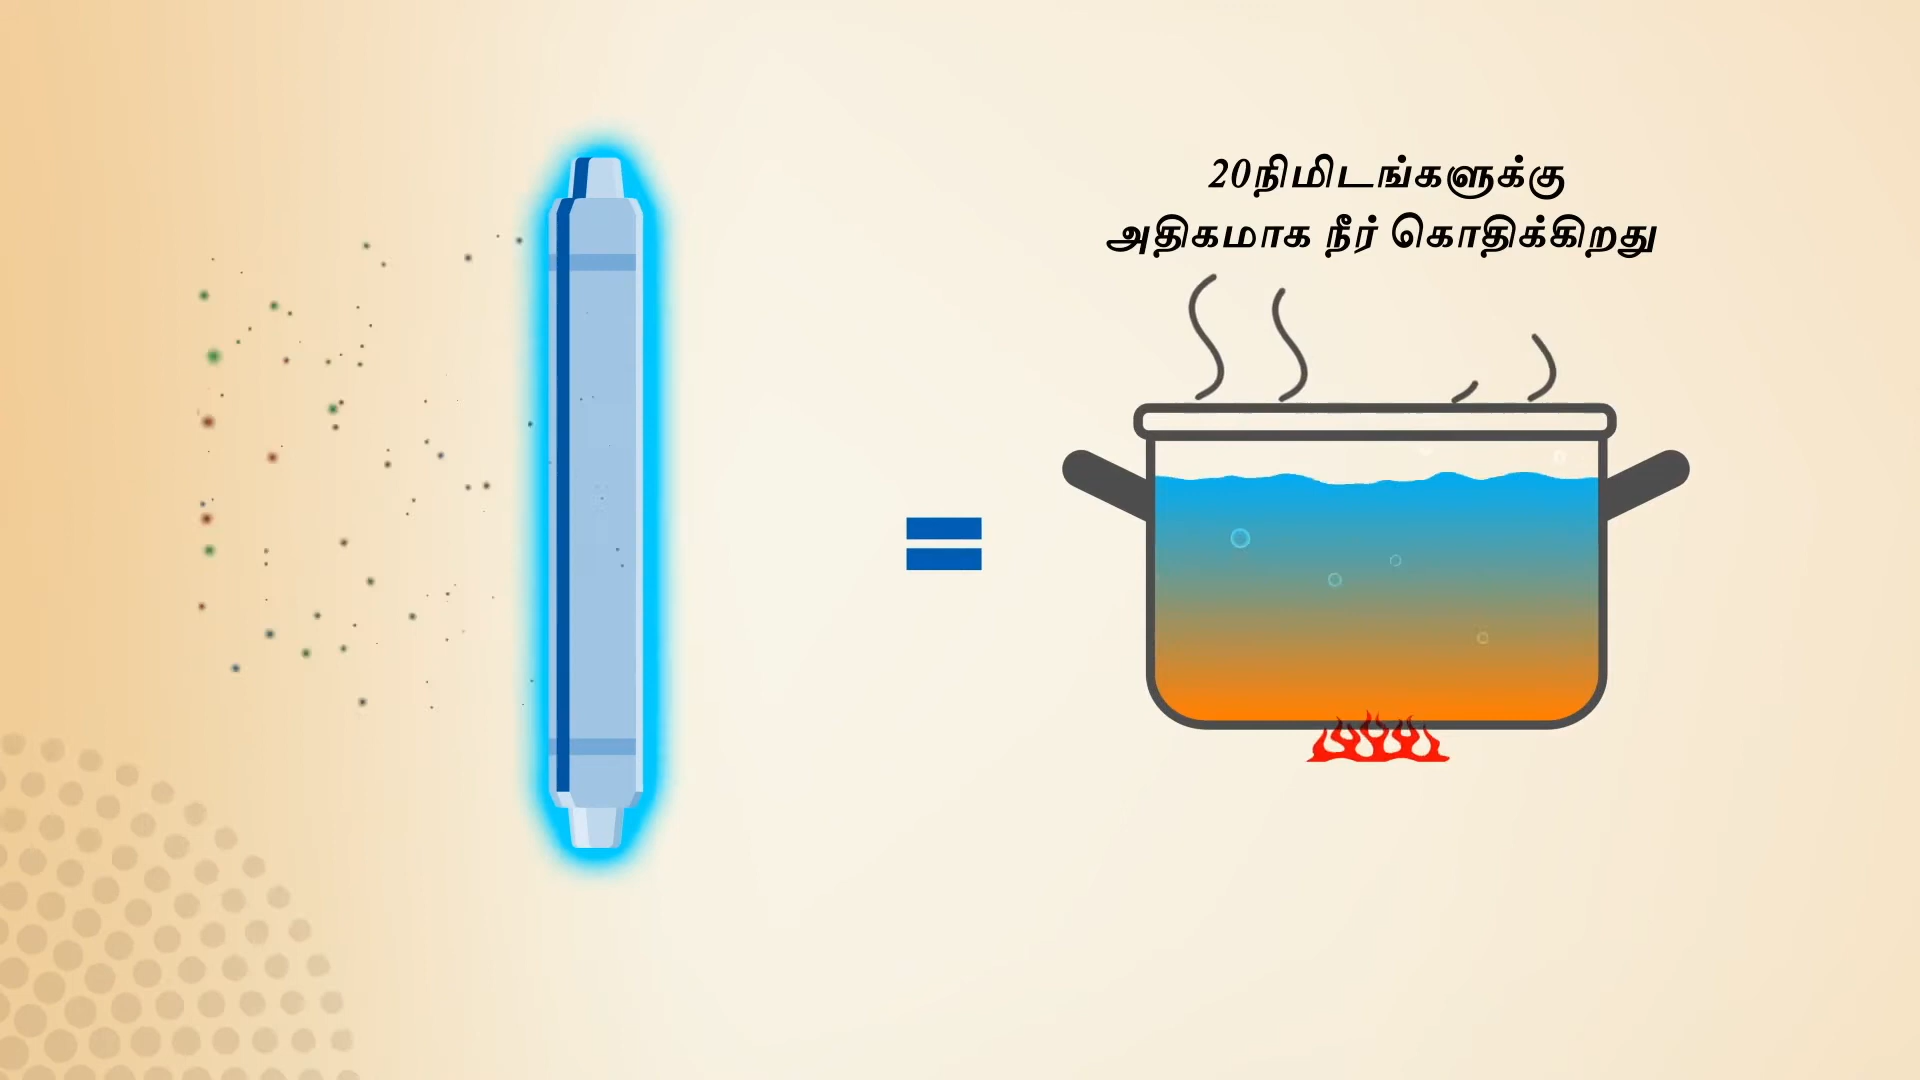 20நிமிடங்களுக்கு
அதிகமாக நீர் கொதிக்கிறது